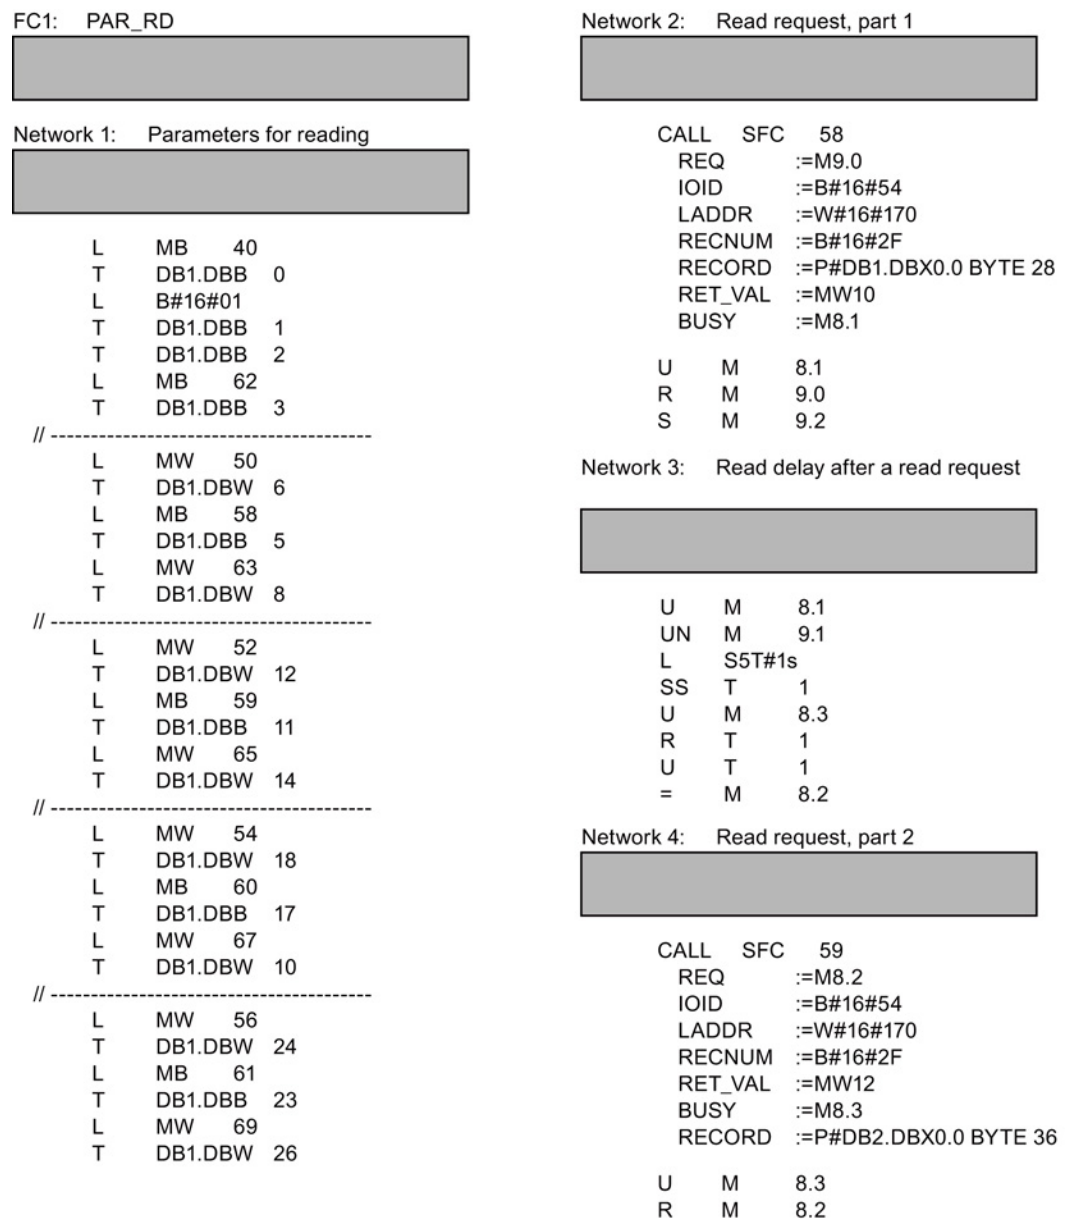 FC1: PAR_RD
Network 1: Parameters for reading
L MB 40
T DB1.DBB 0
L B#16#01
T DB1.DBB 1
T DB1.DBB 2
L MB 62
T DB1.DBB 3
// ----------------------------------------
L MW 50
T DB1.DBW 6
L MB 58
T DB1.DBB 5
L MW 63
T DB1.DBW 8
// ----------------------------------------
L MW 52
T DB1.DBW 12
L MB 59
T DB1.DBB 11
L MW 65
T DB1.DBW 14
// ----------------------------------------
L MW 54
T DB1.DBW 18
L MB 60
T DB1.DBB 17
L MW 67
T DB1.DBW 10
// ----------------------------------------
L MW 56
T DB1.DBW 24
L MB 61
T DB1.DBB 23
L MW 69
T DB1.DBW 26
Network 2: Read request, part 1
CALL SFC 58
REQ :=M9.0
IOID :=B#16#54
LADDR :=W#16#170
RECNUM :=B#16#2F
RECORD :=P#DB1.DBX0.0 BYTE 28
RET_VAL :=MW10
BUSY :=M8.1
U M 8.1
R M 9.0
S M 9.2
Network 3: Read delay after a read request
U M 8.1
UN M 9.1
L S5T#1s
SS T 1
U M 8.3
R T 1
U T 1
= M 8.2
Network 4: Read request, part 2
CALL SFC 59
REQ :=M8.2
IOID :=B#16#54
LADDR :=W#16#170
RECNUM :=B#16#2F
RET_VAL :=MW12
BUSY :=M8.3
RECORD :=P#DB2.DBX0.0 BYTE 36
U M 8.3
R M 8.2